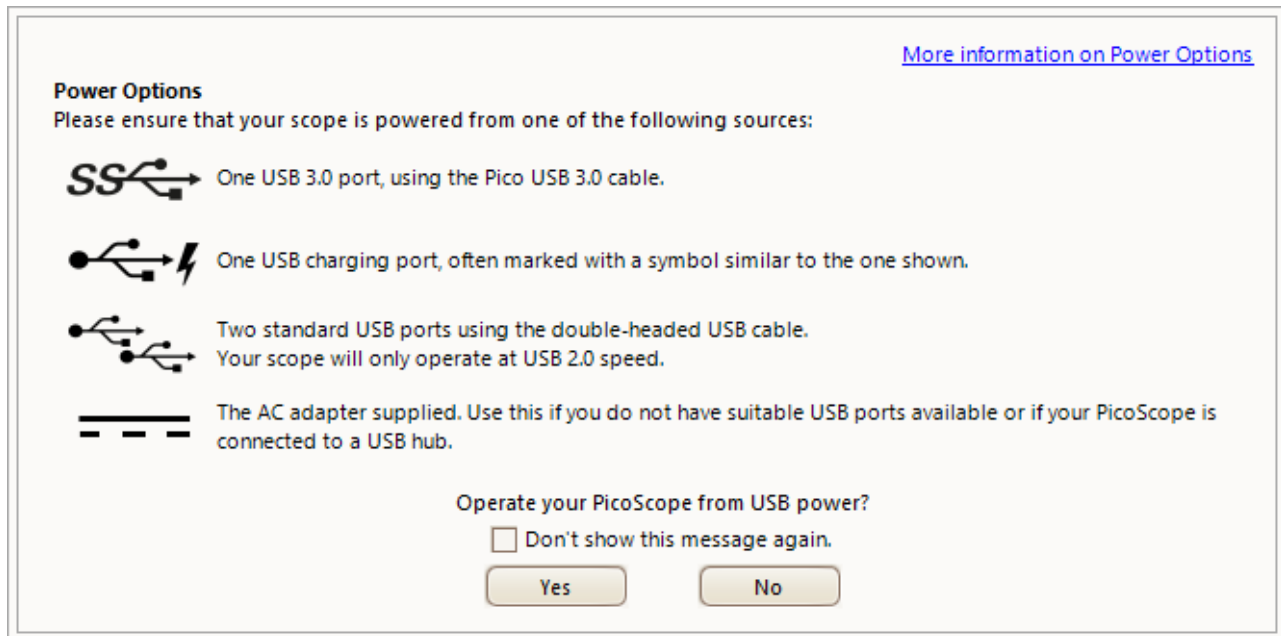 More information on Power Options
Power Options
Please ensure that your scope is powered from one of the following sources:
SS
One USB 3.0 port, using the Pico USB 3.0 cable.
One USB charging port, often marked with a symbol similar to the one shown.
Two standard USB ports using the double-headed USB cable.
Your scope will only operate at USB 2.0 speed.
The AC adapter supplied. Use this if you do not have suitable USB ports available or if your PicoScope is
connected to a USB hub.
Operate your PicoScope from USB power?
Don't show this message again.
Yes
No